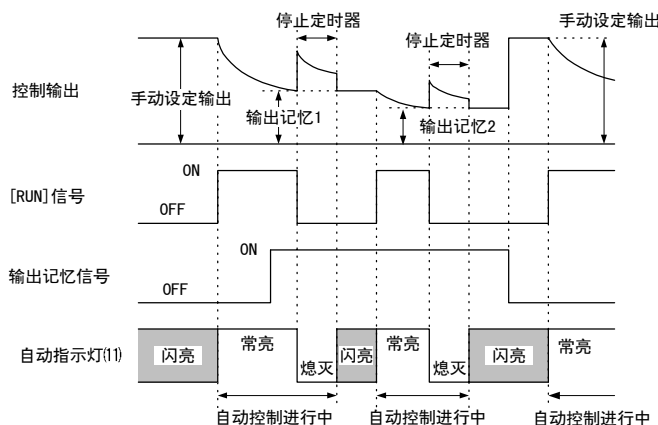 停止定时器
手动设定输出
停止定时器
控制输出
手动设定输出
输出记忆1
输出记忆2
ON
[RUN]信号
OFF
ON
输出记忆信号
OFF
自动指示灯(11)
闪亮
常亮
熄灭
闪亮
常亮
熄灭
闪亮
常亮
自动控制进行中
自动控制进行中
自动控制进行中